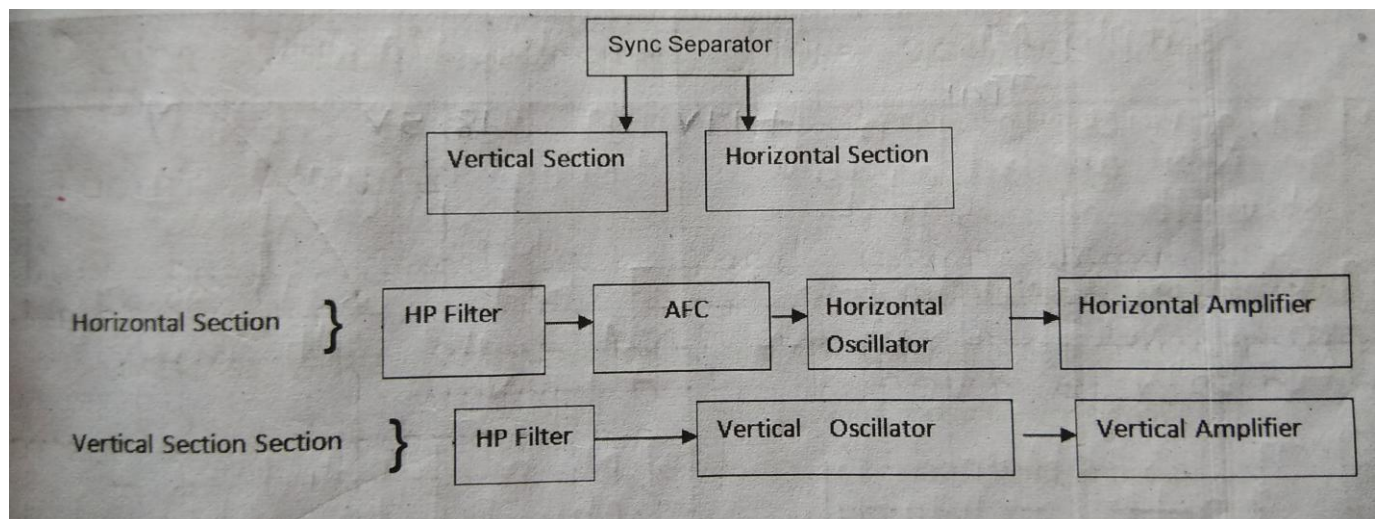 Sync Separator
Vertical Section
Horizontal Section
Horizontal Section }
HP Filter
AFC
Horizontal
Oscillator
Horizontal Amplifier
Vertical Section Section }
HP Filter
Vertical Oscillator
Vertical Amplifier